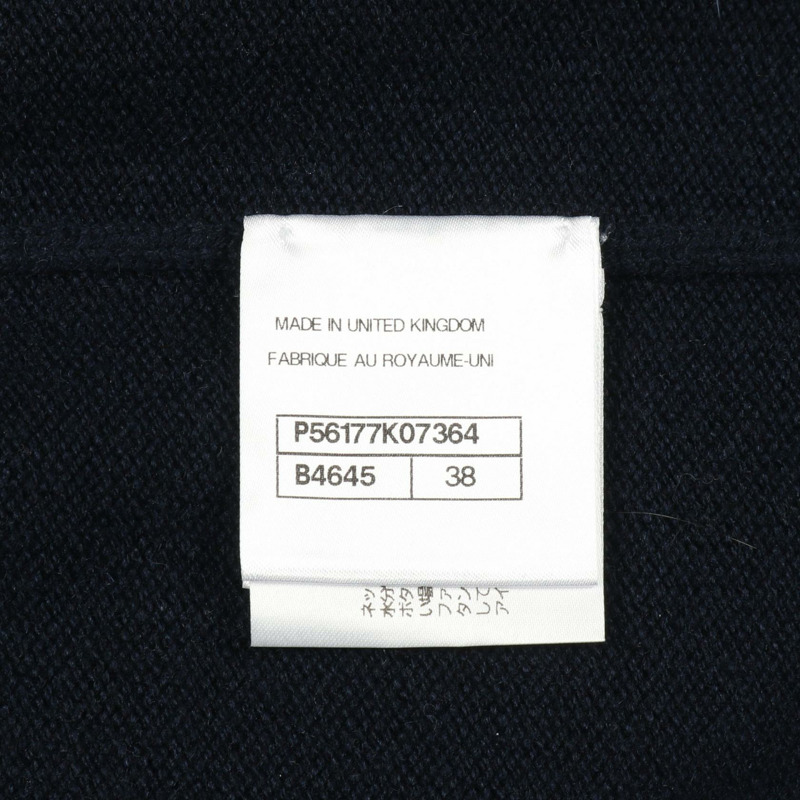 MADE IN UNITED KINGDOM
FABRIQUE AU ROYAUME-UNI
P56177K07364
B4645 38